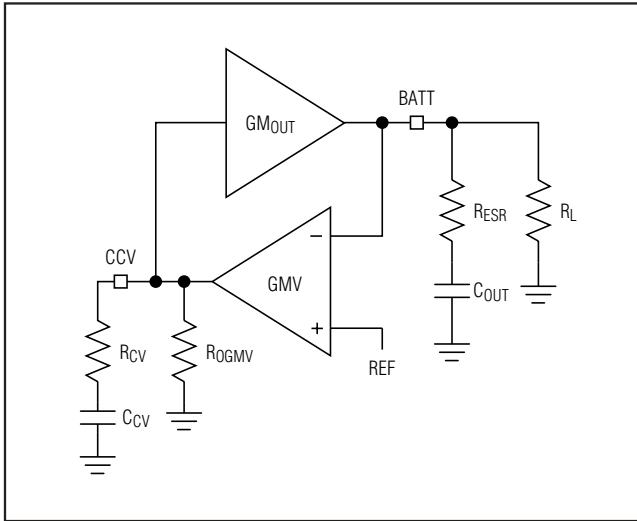 BATT
GMOUT
RESR
RL
CCV
GMV
COUT
RCV
ROGMV
REF
CCV
−
+